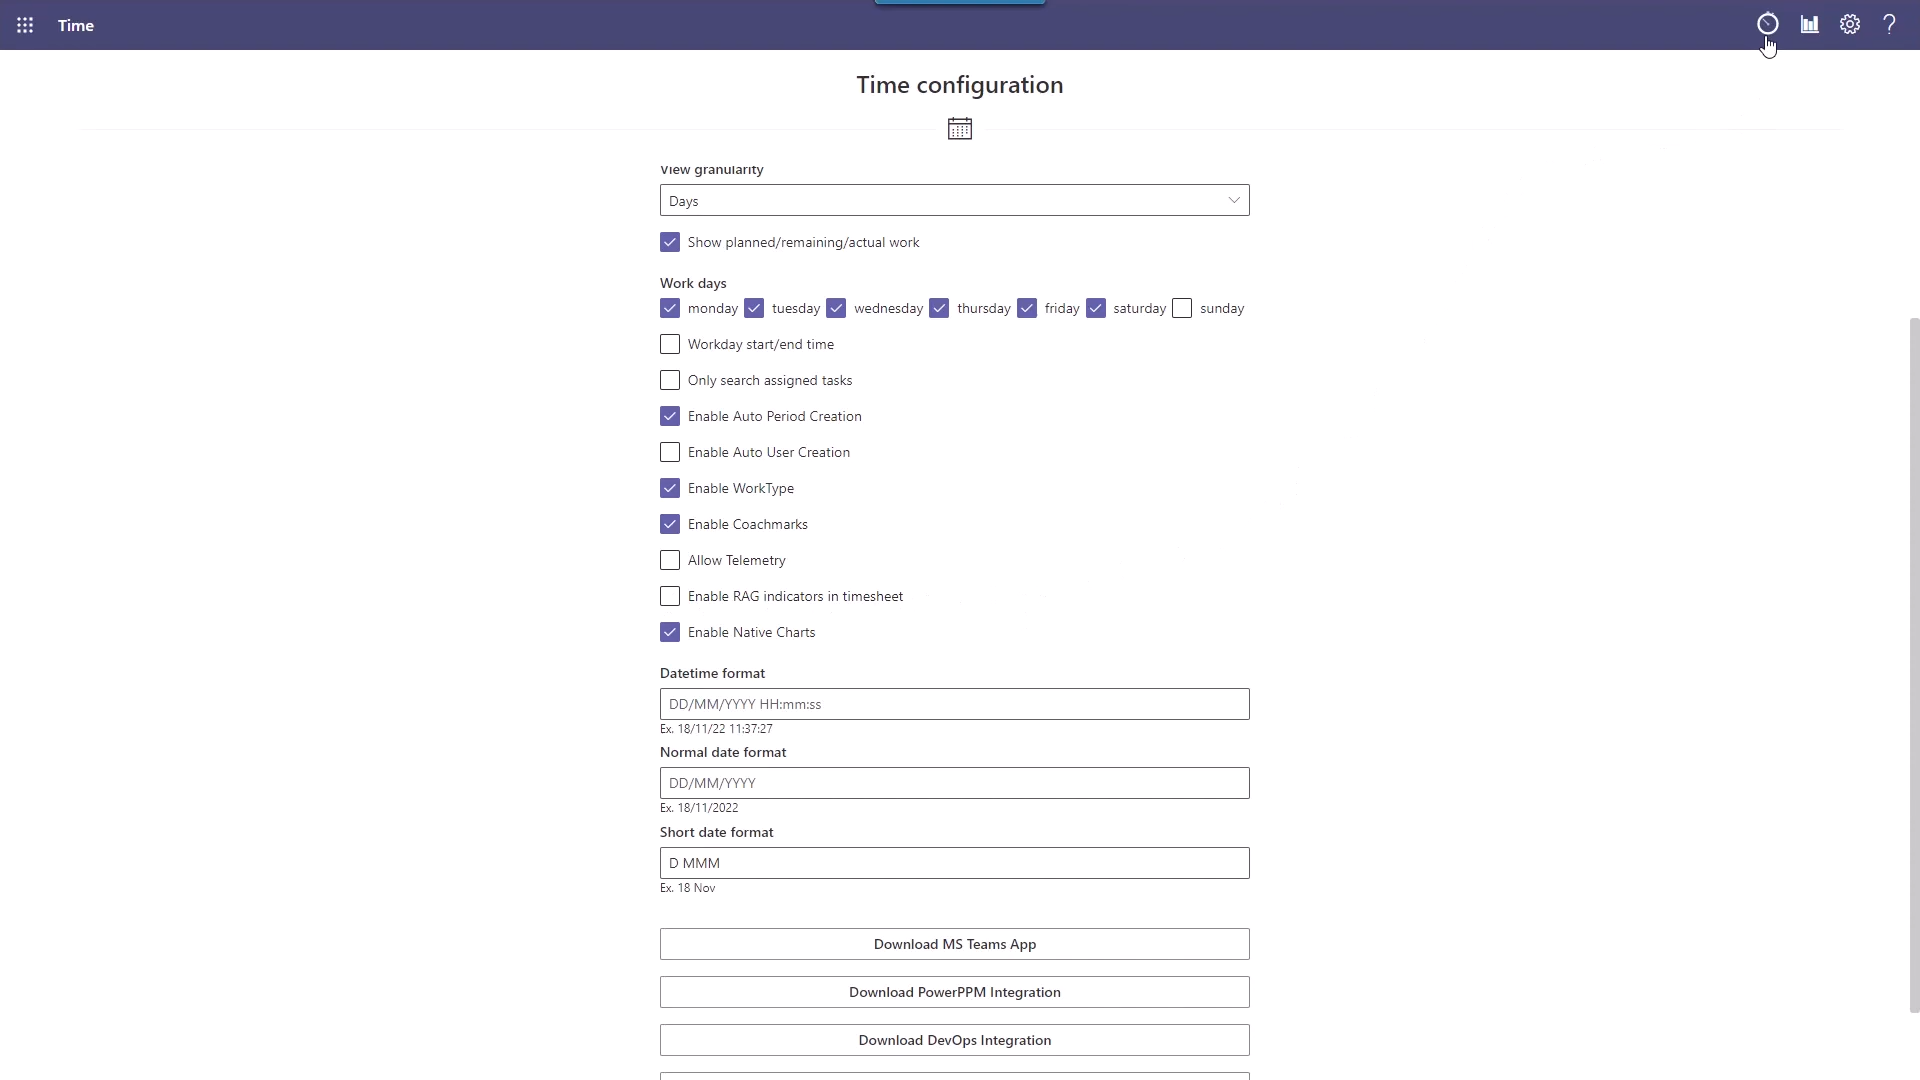 Time
Time configuration
View granularity
Days
Show planned/remaining/actual work
Work days
monday tuesday wednesday thursday friday saturday sunday
Workday start/end time
Only search assigned tasks
Enable Auto Period Creation
Enable Auto User Creation
Enable WorkType
Enable Coachmarks
Allow Telemetry
Enable RAG indicators in timesheet
Enable Native Charts
Datetime format
DD/MM/YYYY HH:mm:ss
Ex. 18/11/22 11:37:27
Normal date format
DD/MM/YYYY
Ex. 18/11/2022
Short date format
D MMM
Ex. 18 Nov
Download MS Teams App
Download PowerPPM Integration
Download DevOps Integration